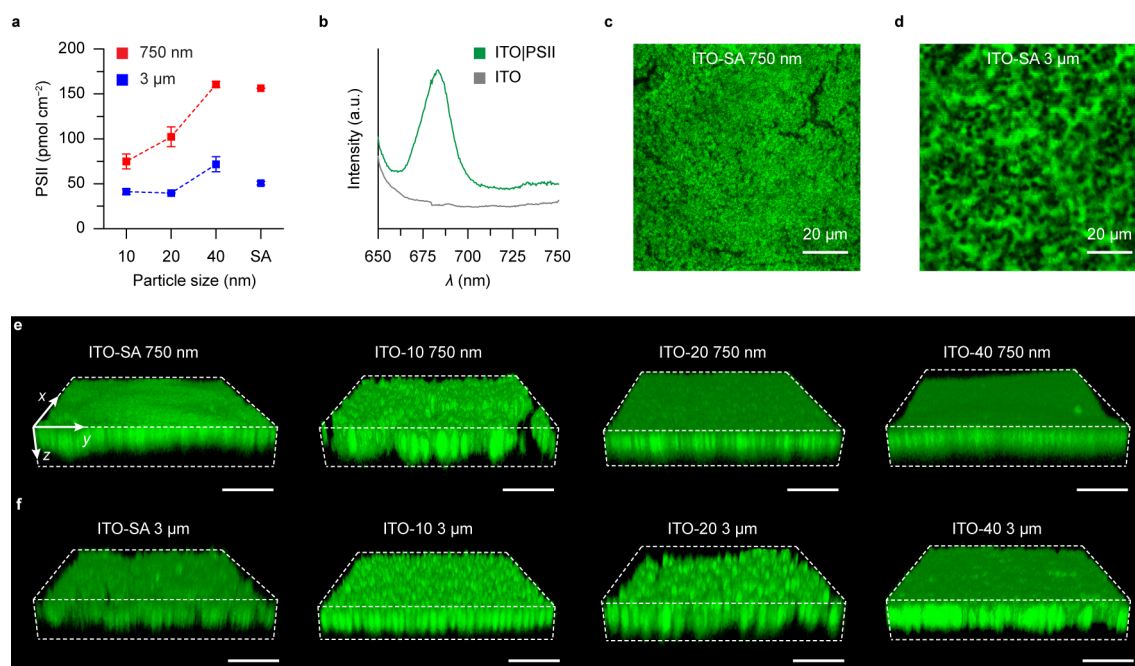 a
200
150
100
50
0
PSII (pmol cm⁻²)
750 nm
3 µm
10 20 40 SA
Particle size (nm)
b
Intensity (a.u.)
ITO|PSII
ITO
650 675 700 725 750
λ (nm)
c
ITO-SA 750 nm
20 µm
d
ITO-SA 3 µm
20 µm
e
ITO-SA 750 nm
ITO-10 750 nm
ITO-20 750 nm
ITO-40 750 nm
x
y
z
f
ITO-SA 3 µm
ITO-10 3 µm
ITO-20 3 µm
ITO-40 3 µm